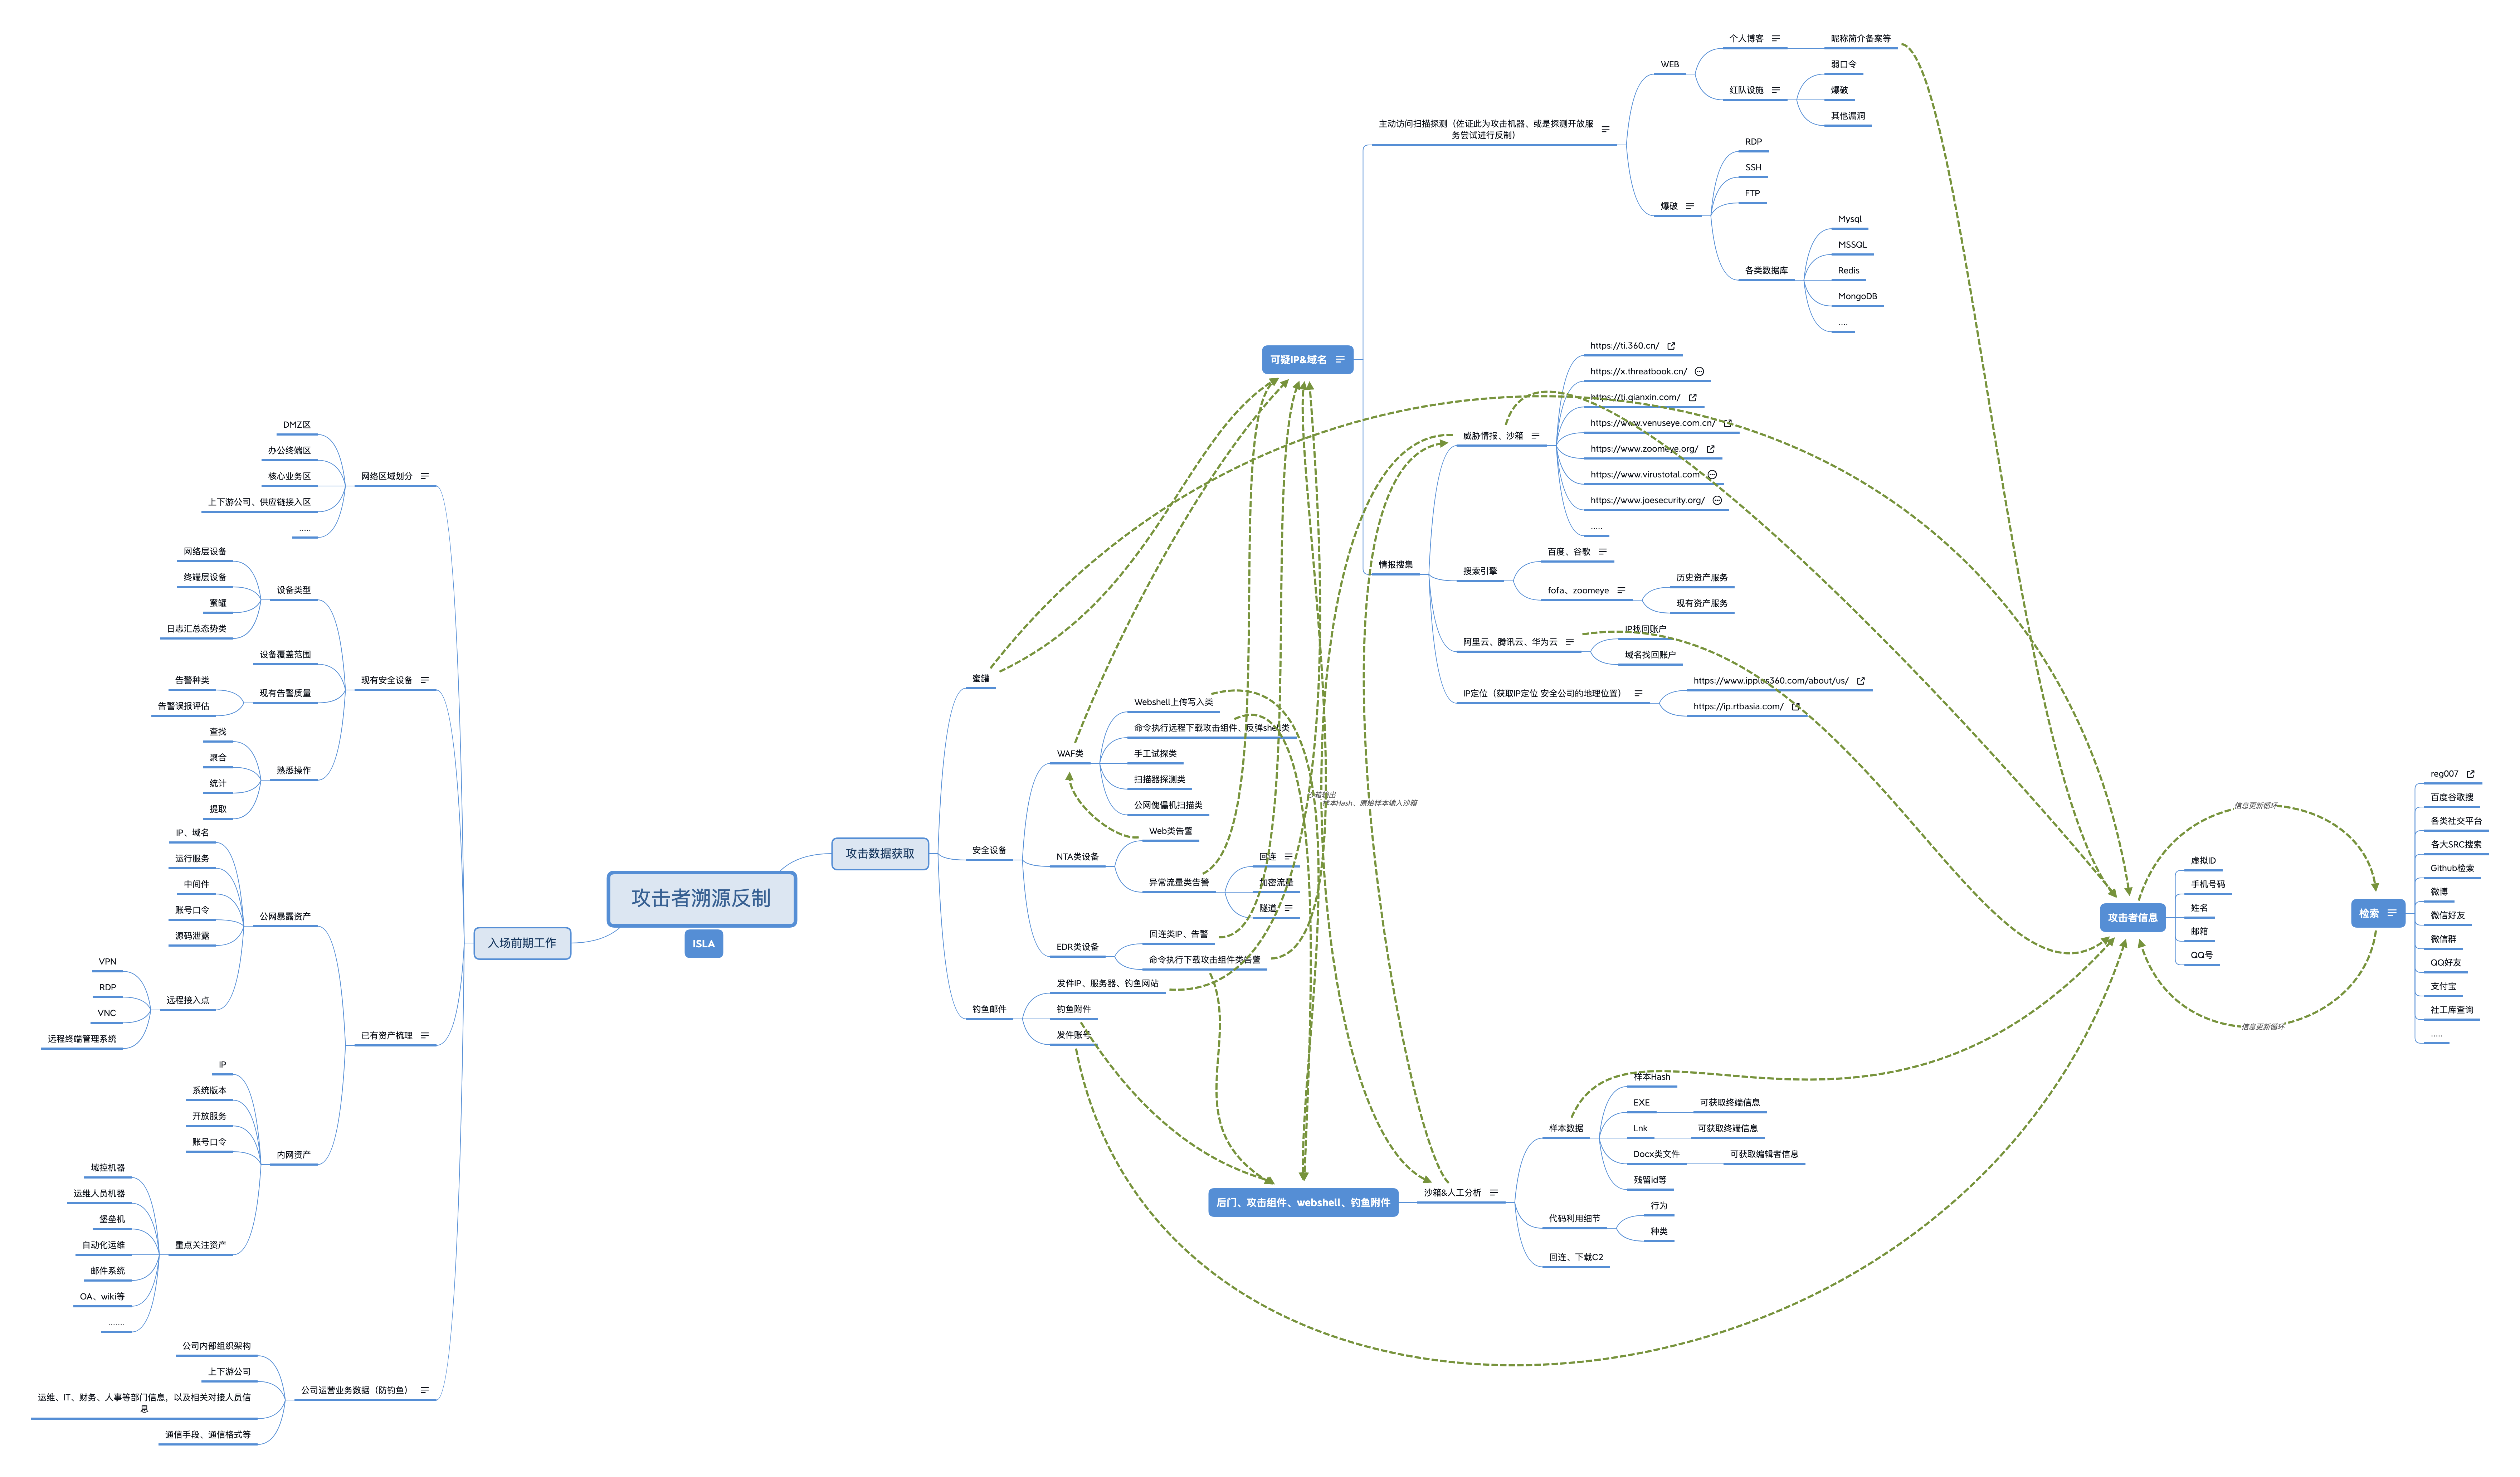 攻击者溯源反制
ISLA
入场前期工作
网络区域划分
DMZ区
办公终端区
核心业务区
上下游公司、供应链接入区
.....
现有安全设备
设备类型
网络层设备
终端层设备
蜜罐
日志汇总态势类
设备覆盖范围
现有告警质量
告警种类
告警误报评估
熟悉操作
查找
聚合
统计
提取
已有资产梳理
公网暴露资产
IP、域名
运行服务
中间件
账号口令
源码泄露
远程接入点
VPN
RDP
VNC
远程终端管理系统
内网资产
IP
系统版本
开放服务
账号口令
重点关注资产
域控机器
运维人员机器
堡垒机
自动化运维
邮件系统
OA、wiki等
.......
公司运营业务数据（防钓鱼）
公司内部组织架构
上下游公司
运维、IT、财务、人事等部门信息，以及相关对接人员信
息
通信手段、通信格式等
攻击数据获取
蜜罐
安全设备
WAF类
Webshell上传写入类
命令执行远程下载攻击组件、反弹shell类
手工试探类
扫描器探测类
公网傀儡机扫描类
NTA类设备
Web类告警
异常流量类告警
回连
加密流量
隧道
EDR类设备
回连类IP、告警
命令执行下载攻击组件类告警
钓鱼邮件
发件IP、服务器、钓鱼网站
钓鱼附件
发件账号
可疑IP&域名
主动访问扫描探测（佐证此为攻击机器、或是探测开放服
务尝试进行反制）
WEB
个人博客
昵称简介备案等
红队设施
弱口令
爆破
其他漏洞
爆破
RDP
SSH
FTP
各类数据库
Mysql
MSSQL
Redis
MongoDB
....
情报搜集
威胁情报、沙箱
https://ti.360.cn/
https://x.threatbook.cn/
https://ti.qianxin.com/
https://www.venuseye.com.cn/
https://www.zoomeye.org/
https://www.virustotal.com
https://www.joesecurity.org/
.....
搜索引擎
百度、谷歌
fofa、zoomeye
历史资产服务
现有资产服务
阿里云、腾讯云、华为云
IP找回账户
域名找回账户
IP定位（获取IP定位 安全公司的地理位置）
https://www.ipplus360.com/about/us/
https://ip.rtbasia.com/
沙箱输出
样本Hash、原始样本输入沙箱
后门、攻击组件、webshell、钓鱼附件
沙箱&人工分析
样本数据
样本Hash
EXE
可获取终端信息
Lnk
可获取终端信息
Docx类文件
可获取编辑者信息
残留id等
代码利用细节
行为
种类
回连、下载C2
攻击者信息
虚拟ID
手机号码
姓名
邮箱
QQ号
信息更新循环
信息更新循环
检索
reg007
百度谷歌搜
各类社交平台
各大SRC搜索
Github检索
微博
微信好友
微信群
QQ好友
支付宝
社工库查询
.....